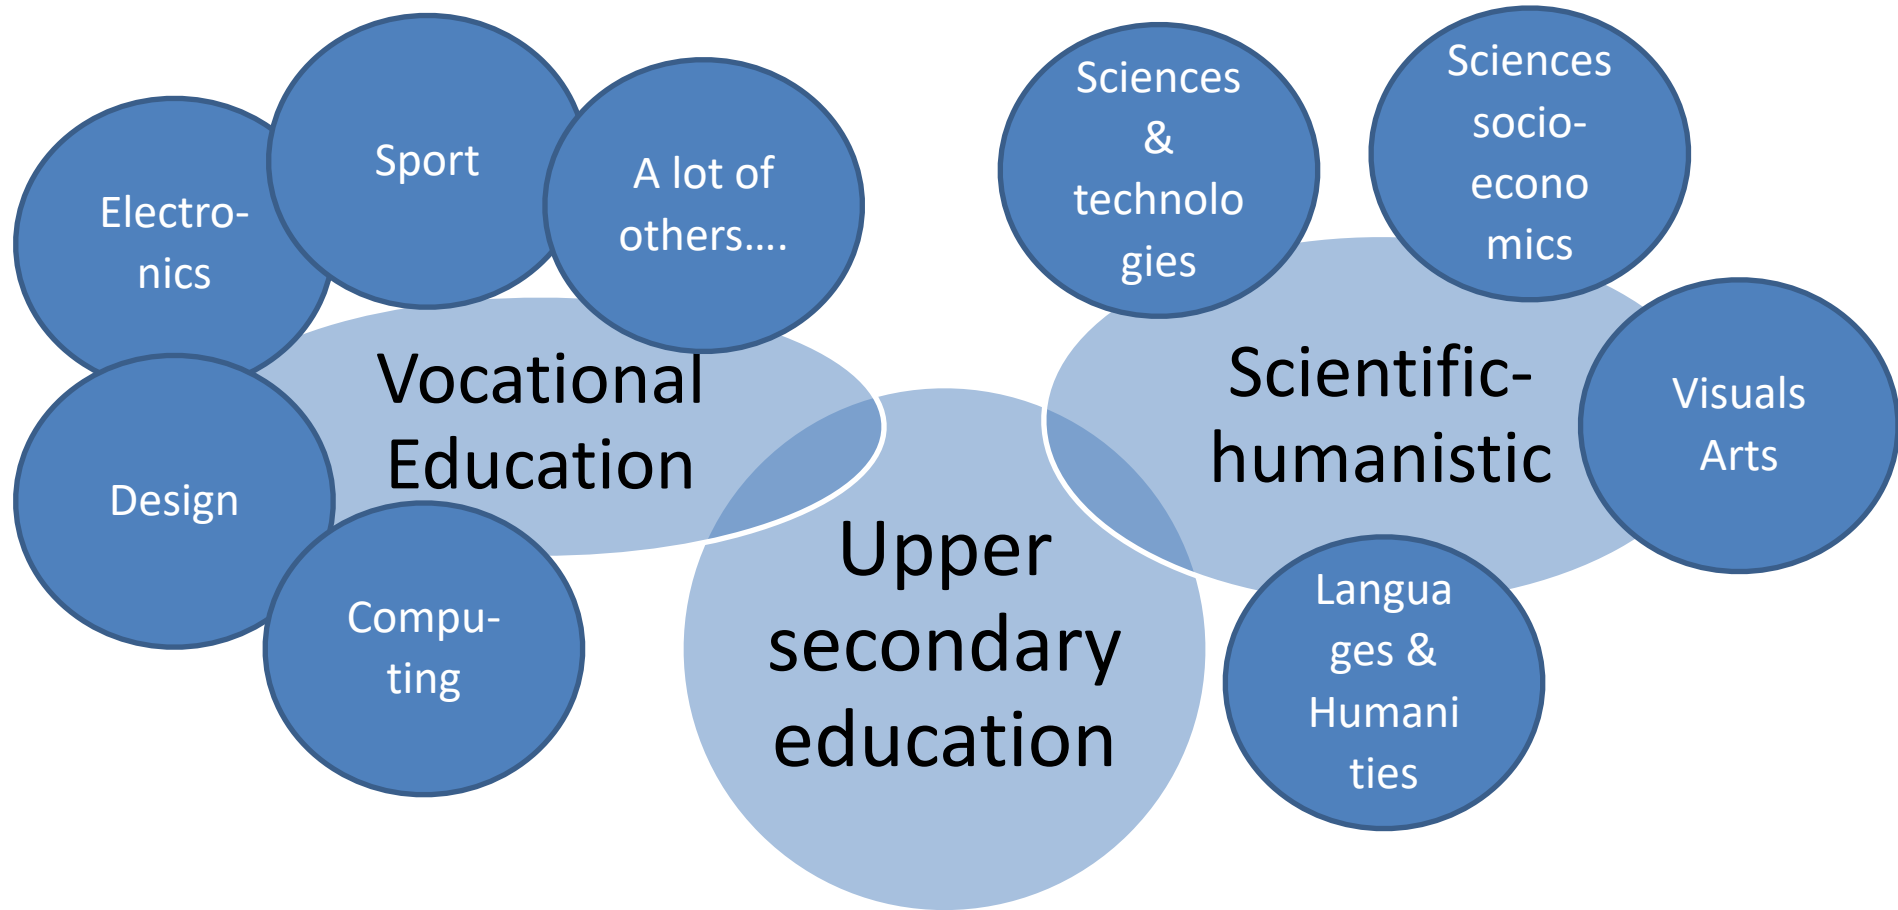 Electro-
nics
Sport
A lot of
others....
Design
Compu-
ting
Vocational
Education
Upper
secondary
education
Sciences
&
technolo
gies
Sciences
socio-
econo
mics
Scientific-
humanistic
Visuals
Arts
Langua
ges &
Humani
ties